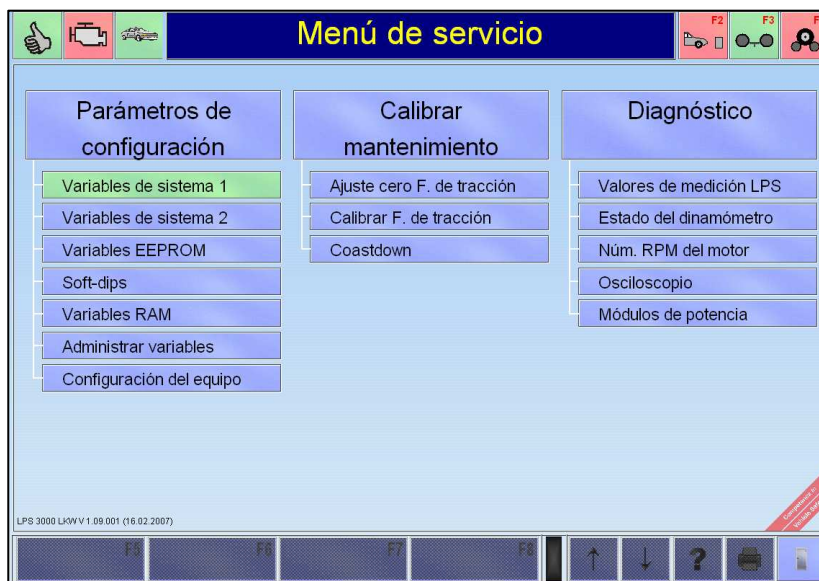 Menú de servicio
F2
F3
F
Parámetros de
configuración
Variables de sistema 1
Variables de sistema 2
Variables EEPROM
Soft-dips
Variables RAM
Administrar variables
Configuración del equipo
Calibrar
mantenimiento
Ajuste cero F. de tracción
Calibrar F. de tracción
Coastdown
Diagnóstico
Valores de medición LPS
Estado del dinamómetro
Núm. RPM del motor
Osciloscopio
Módulos de potencia
LPS 3000 LKW V 1.09.001 (16.02.2007)
F5
F6
F7
F8
?